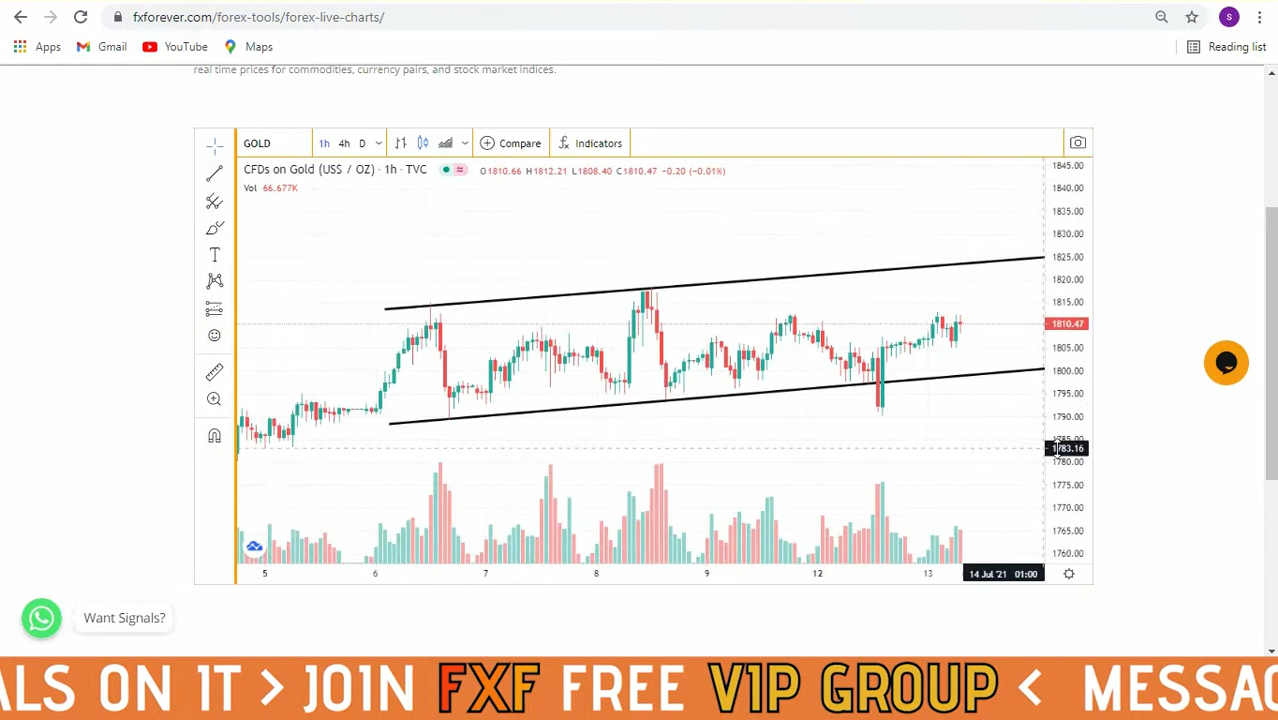 fxforever.com/forex-tools/forex-live-charts/
S
Apps Gmail YouTube Maps Reading list
real time prices for commodities, currency pairs, and stock market indices.
GOLD 1h 4h D Compare Indicators
CFDs on Gold (US$ / OZ) · 1h · TVC O1810.66 H1812.21 L1808.40 C1810.47 −0.20 (−0.01%)
Vol 66.677K
1845.00
1840.00
1835.00
1830.00
1825.00
1820.00
1815.00
1810.47
1805.00
1800.00
1795.00
1790.00
1785.00
1783.16
1780.00
1775.00
1770.00
1765.00
1760.00
5 6 7 8 9 12 13 14 Jul '21 01:00
Want Signals?
ALS ON IT > JOIN FXF FREE VIP GROUP < MESSAG